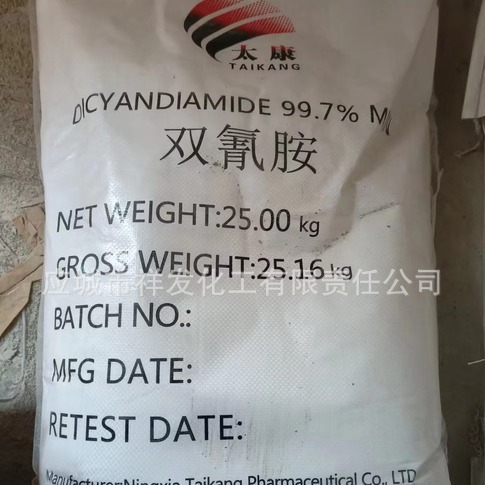 太康
TAIKANG
DICYANDIAMIDE 99.7%
双氰胺
NET WEIGHT:25.00 kg
GROSS WEIGHT:25.16 kg
应城市祥发化工有限责任公司
BATCH NO.:
MFG DATE:
RETEST DATE:
Manufacturer:Ningxia Taikang Pharmaceutical Co., LTD